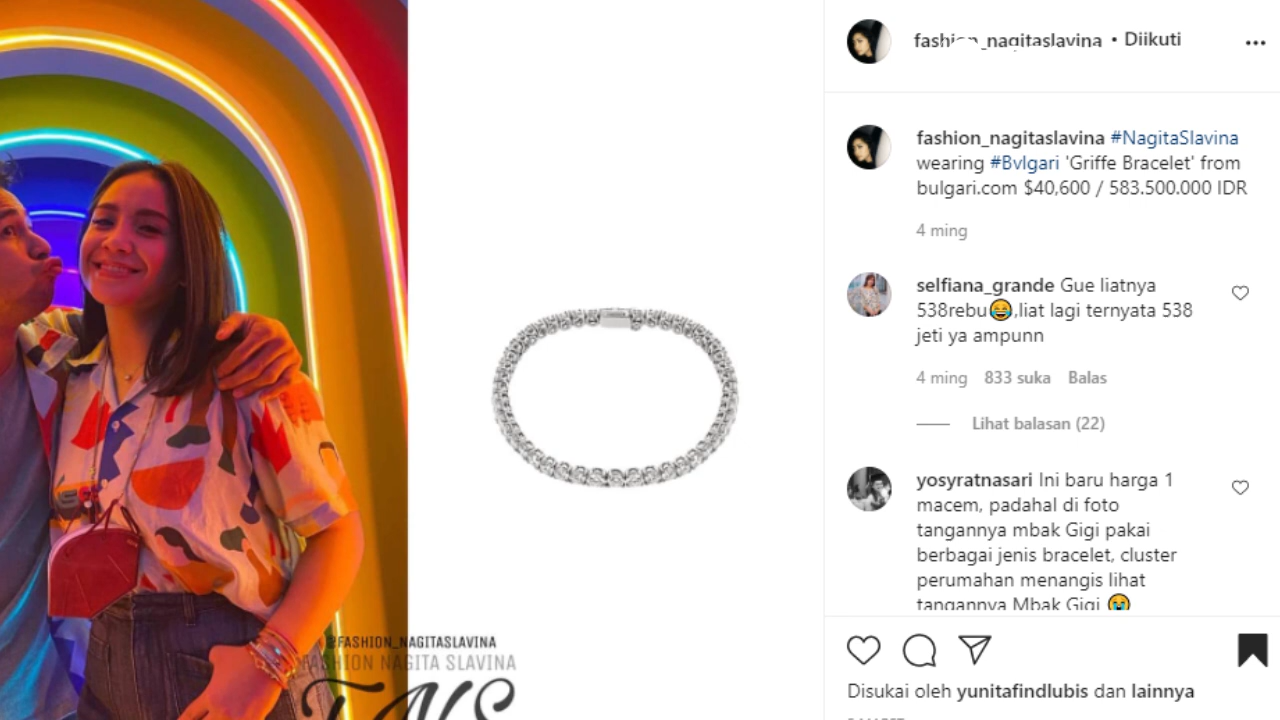 fashion_nagitaslavina • Diikuti
fashion_nagitaslavina #NagitaSlavina
wearing #Bvlgari 'Griffe Bracelet' from
bulgari.com $40,600 / 583.500.000 IDR
4 ming
selfiana_grande Gue liatnya
538rebu😂,liat lagi ternyata 538
jeti ya ampunn
4 ming 833 suka Balas
Lihat balasan (22)
yosyratnasari Ini baru harga 1
macem, padahal di foto
tangannya mbak Gigi pakai
berbagai jenis bracelet, cluster
perumahan menangis lihat
tangannya Mbak Gigi 😭
Disukai oleh yunitafindlubis dan lainnya
@FASHION_NAGITASLAVINA
FASHION NAGITA SLAVINA